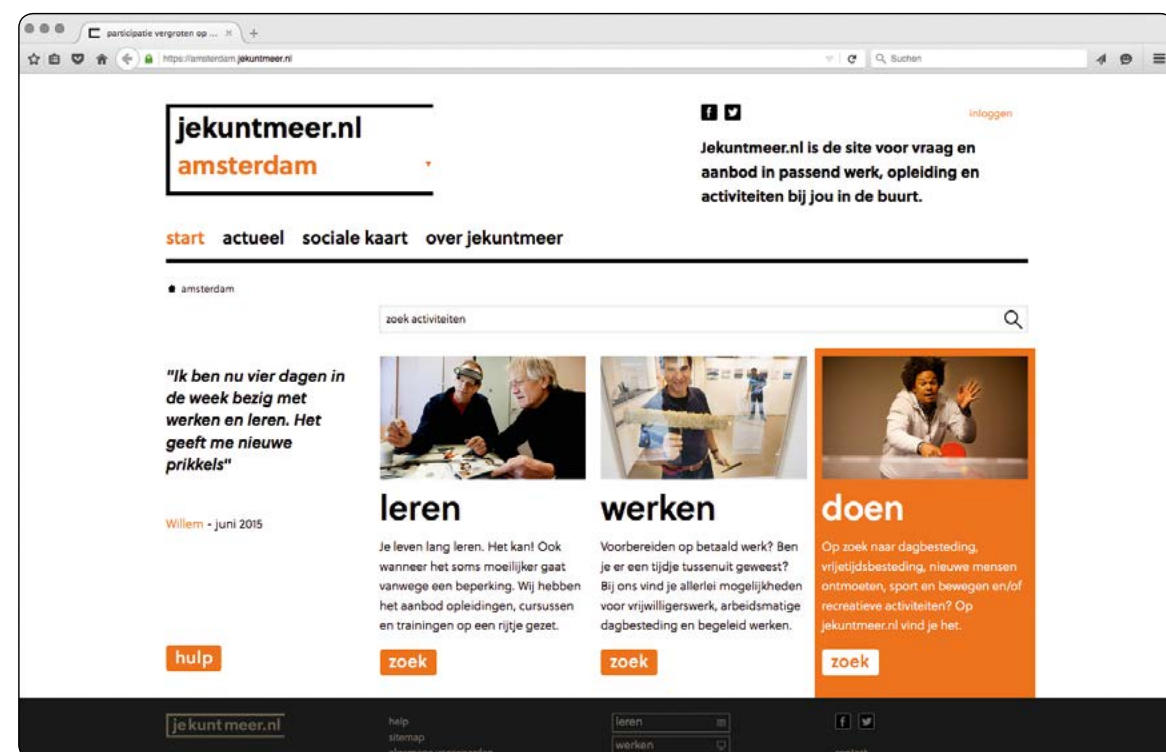 participatie vergroten op ...
https://amsterdam.jekuntmeer.nl
Suchen
jekuntmeer.nl
amsterdam
inloggen
Jekuntmeer.nl is de site voor vraag en
aanbod in passend werk, opleiding en
activiteiten bij jou in de buurt.
start actueel sociale kaart over jekuntmeer
amsterdam
zoek activiteiten
"Ik ben nu vier dagen in
de week bezig met
werken en leren. Het
geeft me nieuwe
prikkels"
Willem - juni 2015
hulp
leren
Je leven lang leren. Het kan! Ook
wanneer het soms moeilijker gaat
vanwege een beperking. Wij hebben
het aanbod opleidingen, cursussen
en trainingen op een rijtje gezet.
zoek
werken
Voorbereiden op betaald werk? Ben
je er een tijdje tussenuit geweest?
Bij ons vind je allerlei mogelijkheden
voor vrijwilligerswerk, arbeidsmatige
dagbesteding en begeleid werken.
zoek
doen
Op zoek naar dagbesteding,
vrijetijdsbesteding, nieuwe mensen
ontmoeten, sport en bewegen en/of
recreatieve activiteiten? Op
jekuntmeer.nl vind je het.
zoek
jekuntmeer.nl
help
sitemap
leren
werken